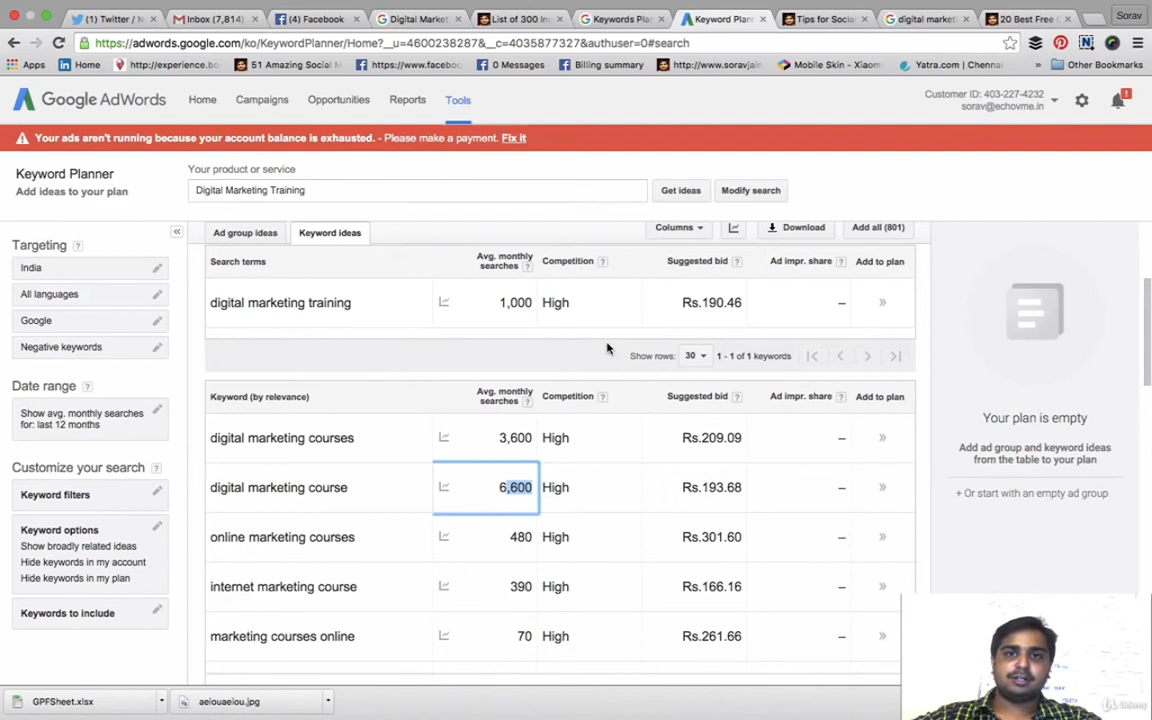 (1) Twitter / N
Inbox (7,814)
(4) Facebook
Digital Market
List of 300 Ind
Keywords Plan
Keyword Plann
Tips for Social
digital market
20 Best Free
Sorav
https://adwords.google.com/ko/KeywordPlanner/Home?__u=4600238287&__c=4035877327&authuser=0#search
Apps
Home
http://experience.bo
51 Amazing Social M
https://www.facebo
0 Messages
Billing summary
http://www.soravjain
Mobile Skin - Xiaomi
Yatra.com | Chennai
»
Other Bookmarks
Google AdWords
Home
Campaigns
Opportunities
Reports
Tools
Customer ID: 403-227-4232
sorav@echovme.in
Your ads aren't running because your account balance is exhausted. - Please make a payment. Fix it
Keyword Planner
Add ideas to your plan
Your product or service
Digital Marketing Training
Get ideas
Modify search
Targeting ?
India
All languages
Google
Negative keywords
Date range ?
Show avg. monthly searches
for: last 12 months
Customize your search ?
Keyword filters
Keyword options
Show broadly related ideas
Hide keywords in my account
Hide keywords in my plan
Keywords to include
Ad group ideas
Keyword ideas
Columns
Download
Add all (801)
Search terms
Avg. monthly
searches ?
Competition ?
Suggested bid ?
Ad impr. share ?
Add to plan
digital marketing training 1,000 High Rs.190.46 – »
Show rows: 30 1 - 1 of 1 keywords
Keyword (by relevance)
Avg. monthly
searches ?
Competition ?
Suggested bid ?
Ad impr. share ?
Add to plan
digital marketing courses 3,600 High Rs.209.09 – »
digital marketing course 6,600 High Rs.193.68 – »
online marketing courses 480 High Rs.301.60 – »
internet marketing course 390 High Rs.166.16 – »
marketing courses online 70 High Rs.261.66 – »
Your plan is empty
Add ad group and keyword ideas
from the table to your plan
+ Or start with an empty ad group
GPFSheet.xlsx
aeiouaeiou.jpg
Udemy